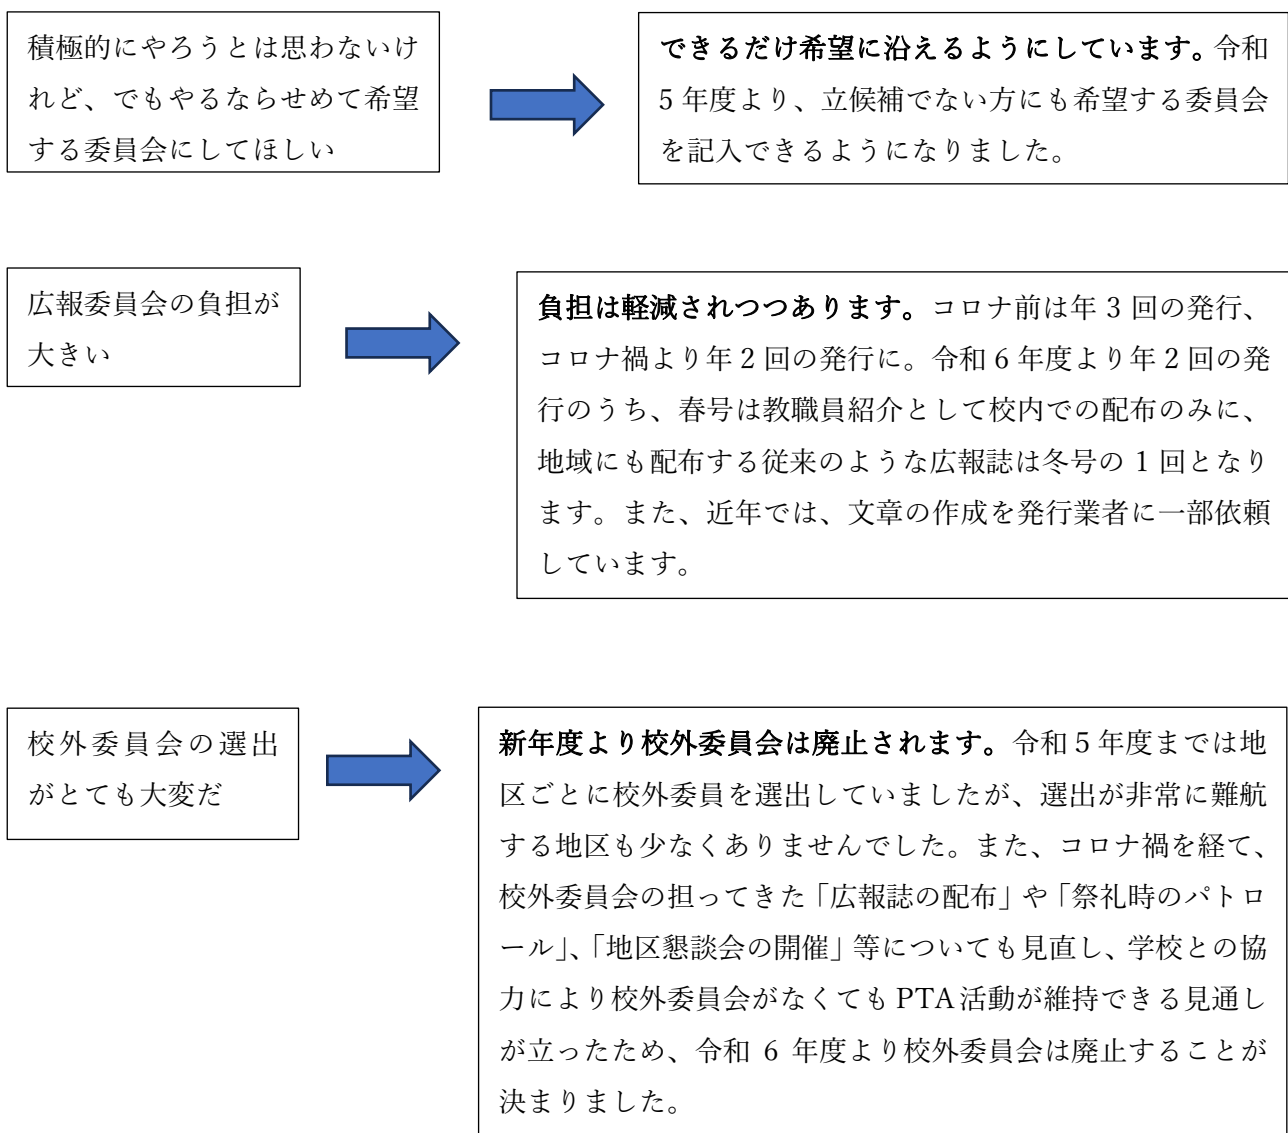 積極的にやろうとは思わないけ
れど、でもやるならせめて希望
する委員会にしてほしい
できるだけ希望に沿えるようにしています。令和
5 年度より、立候補でない方にも希望する委員会
を記入できるようになりました。
広報委員会の負担が
大きい
負担は軽減されつつあります。コロナ前は年 3 回の発行、
コロナ禍より年 2 回の発行に。令和 6 年度より年 2 回の発
行のうち、春号は教職員紹介として校内での配布のみに、
地域にも配布する従来のような広報誌は冬号の 1 回となり
ます。また、近年では、文章の作成を発行業者に一部依頼
しています。
校外委員会の選出
がとても大変だ
新年度より校外委員会は廃止されます。令和 5 年度までは地
区ごとに校外委員を選出していましたが、選出が非常に難航
する地区も少なくありませんでした。また、コロナ禍を経て、
校外委員会の担ってきた「広報誌の配布」や「祭礼時のパトロ
ール」、「地区懇談会の開催」等についても見直し、学校との協
力により校外委員会がなくても PTA 活動が維持できる見通し
が立ったため、令和 6 年度より校外委員会は廃止することが
決まりました。